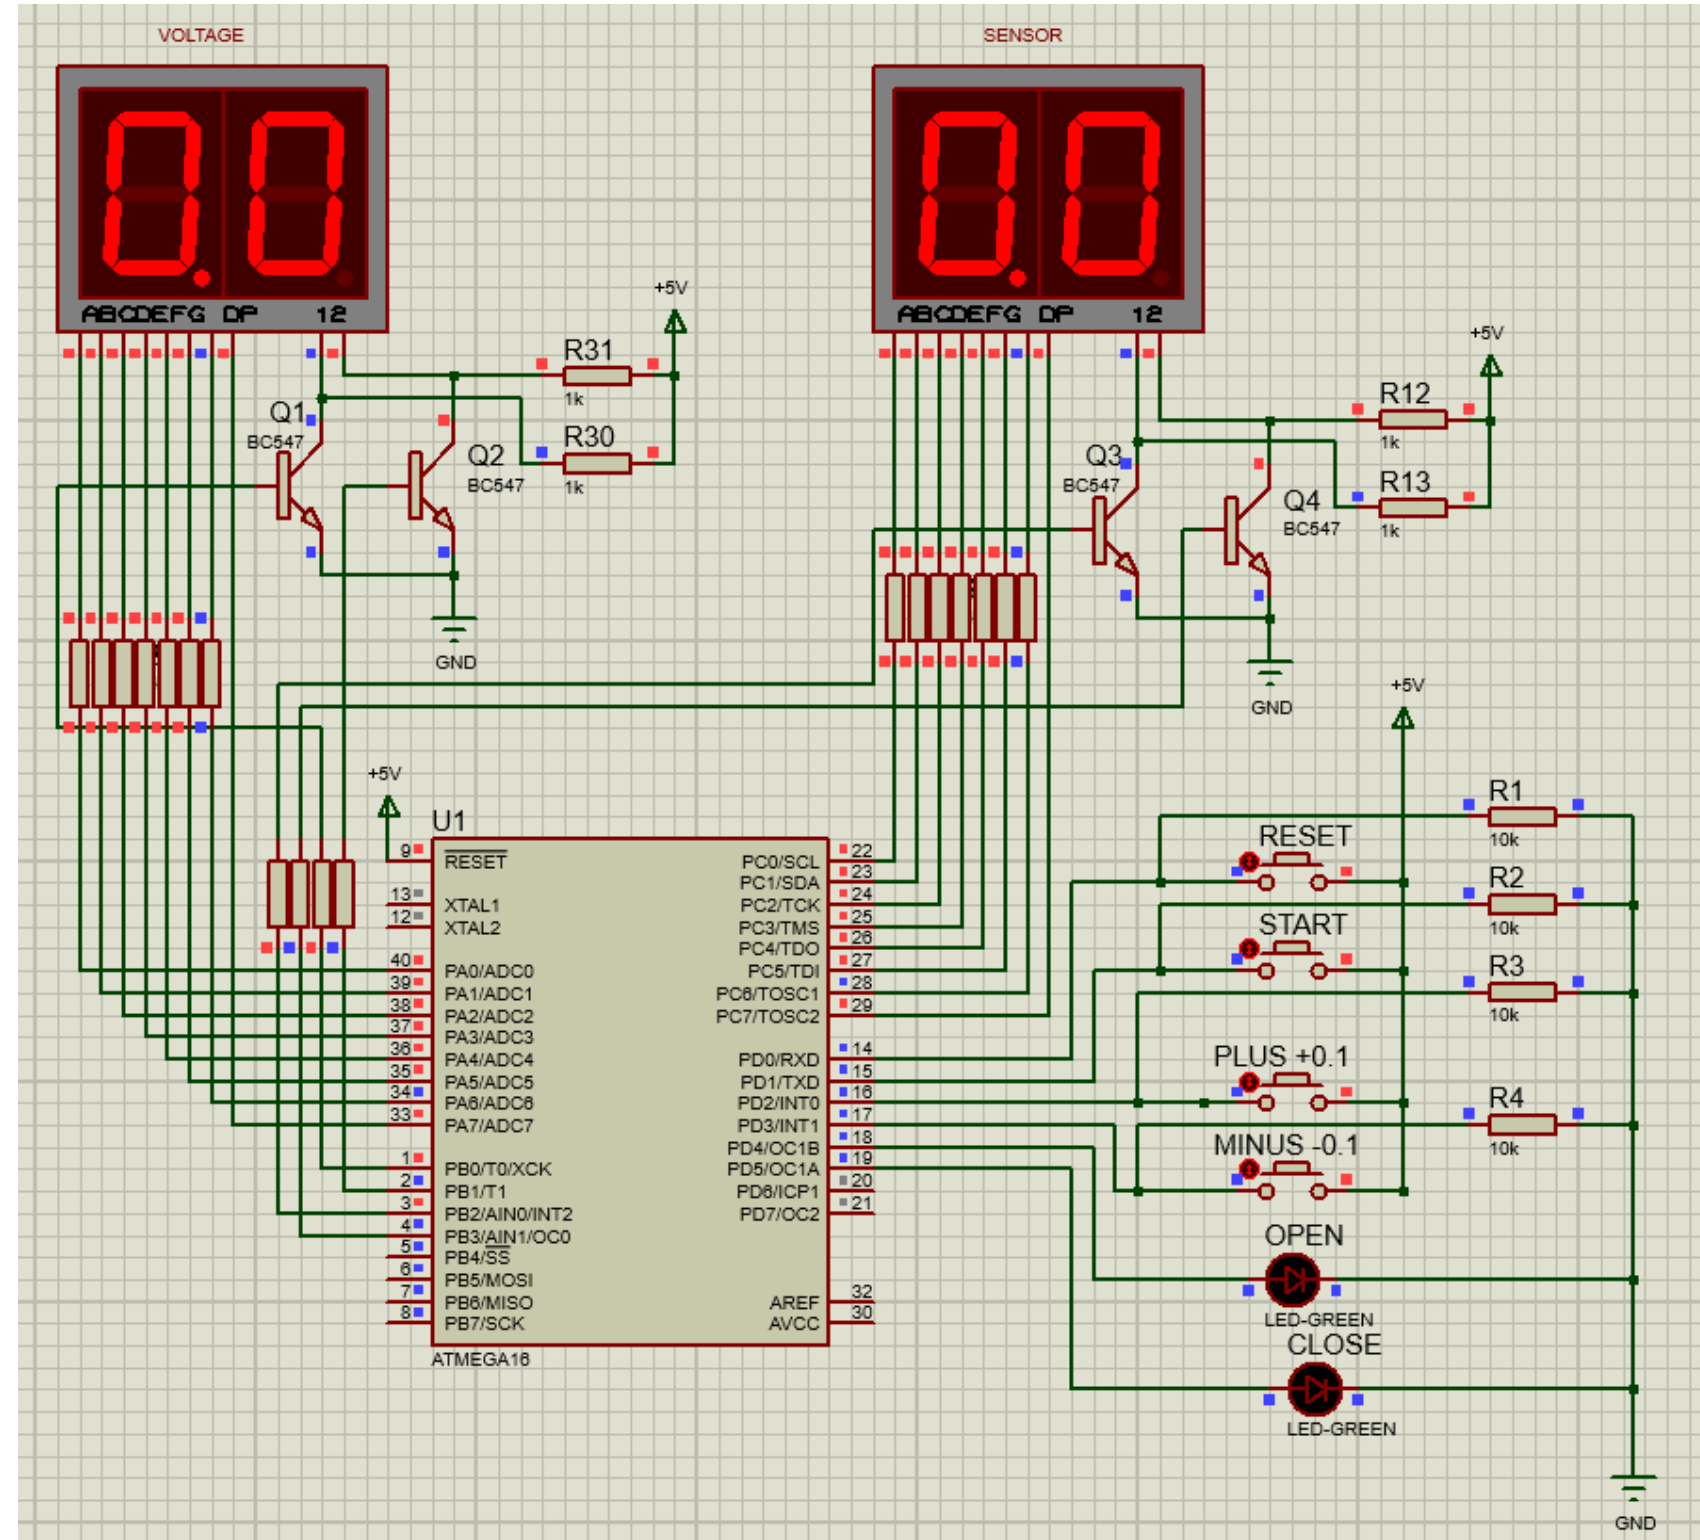 VOLTAGE
SENSOR
ABCDEFG DP 12
ABCDEFG DP 12
+5V
R31
1k
R30
1k
Q1
BC547
Q2
BC547
GND
+5V
R12
1k
R13
1k
Q3
BC547
Q4
BC547
GND
+5V
+5V
U1
9 RESET
13 XTAL1
12 XTAL2
40 PA0/ADC0
39 PA1/ADC1
38 PA2/ADC2
37 PA3/ADC3
36 PA4/ADC4
35 PA5/ADC5
34 PA6/ADC6
33 PA7/ADC7
1 PB0/T0/XCK
2 PB1/T1
3 PB2/AIN0/INT2
4 PB3/AIN1/OC0
5 PB4/SS
6 PB5/MOSI
7 PB6/MISO
8 PB7/SCK
PC0/SCL 22
PC1/SDA 23
PC2/TCK 24
PC3/TMS 25
PC4/TDO 26
PC5/TDI 27
PC6/TOSC1 28
PC7/TOSC2 29
PD0/RXD 14
PD1/TXD 15
PD2/INT0 16
PD3/INT1 17
PD4/OC1B 18
PD5/OC1A 19
PD6/ICP1 20
PD7/OC2 21
AREF 32
AVCC 30
ATMEGA16
R1
10k
RESET
R2
10k
START
R3
10k
PLUS +0.1
R4
10k
MINUS -0.1
OPEN
LED-GREEN
CLOSE
LED-GREEN
GND
0.0
0.0